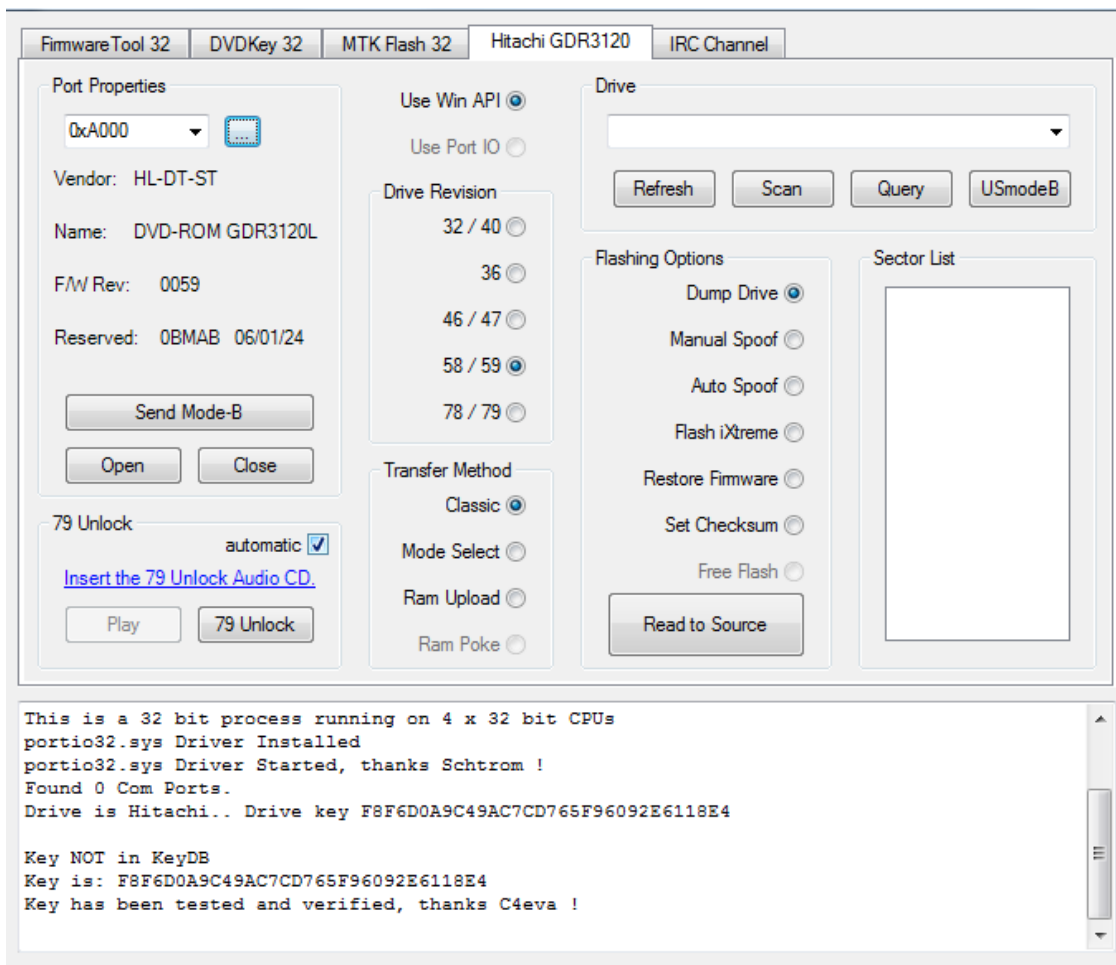 FirmwareTool 32 DVDKey 32 MTK Flash 32 Hitachi GDR3120 IRC Channel
Port Properties
0xA000 ...
Vendor: HL-DT-ST
Name: DVD-ROM GDR3120L
F/W Rev: 0059
Reserved: 0BMAB 06/01/24
Send Mode-B
Open Close
79 Unlock
automatic
Insert the 79 Unlock Audio CD.
Play 79 Unlock
Use Win API
Use Port IO
Drive Revision
32 / 40
36
46 / 47
58 / 59
78 / 79
Transfer Method
Classic
Mode Select
Ram Upload
Ram Poke
Drive
Refresh Scan Query USmodeB
Flashing Options
Dump Drive
Manual Spoof
Auto Spoof
Flash iXtreme
Restore Firmware
Set Checksum
Free Flash
Read to Source
Sector List
This is a 32 bit process running on 4 x 32 bit CPUs
portio32.sys Driver Installed
portio32.sys Driver Started, thanks Schtrom !
Found 0 Com Ports.
Drive is Hitachi.. Drive key F8F6D0A9C49AC7CD765F96092E6118E4
Key NOT in KeyDB
Key is: F8F6D0A9C49AC7CD765F96092E6118E4
Key has been tested and verified, thanks C4eva !